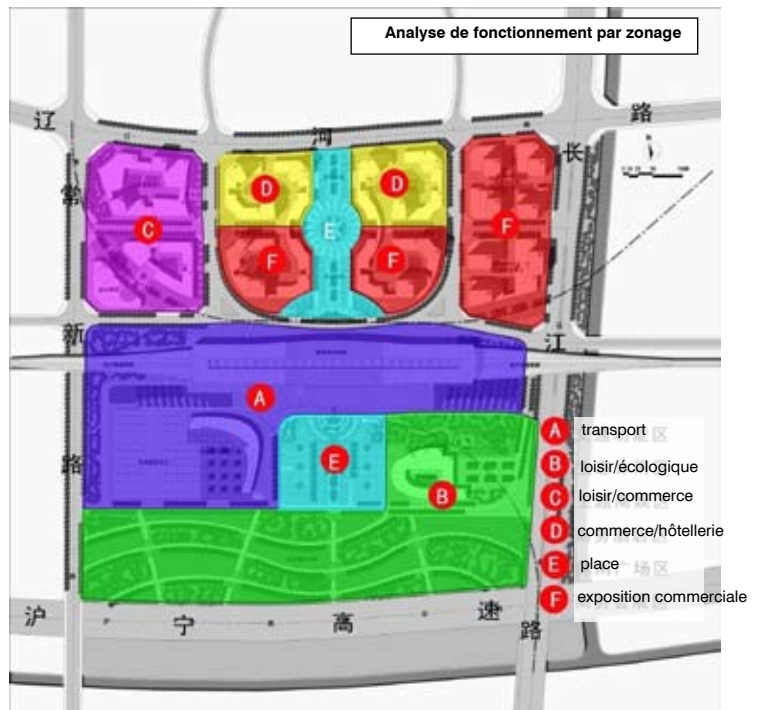 Analyse de fonctionnement par zonage
辽
河
路
常
长
D
D
E
C
F
F
F
新
江
A
E
B
路
A transport
B loisir/écologique
C loisir/commerce
D commerce/hôtellerie
E place
F exposition commerciale
沪 宁 高 速 路